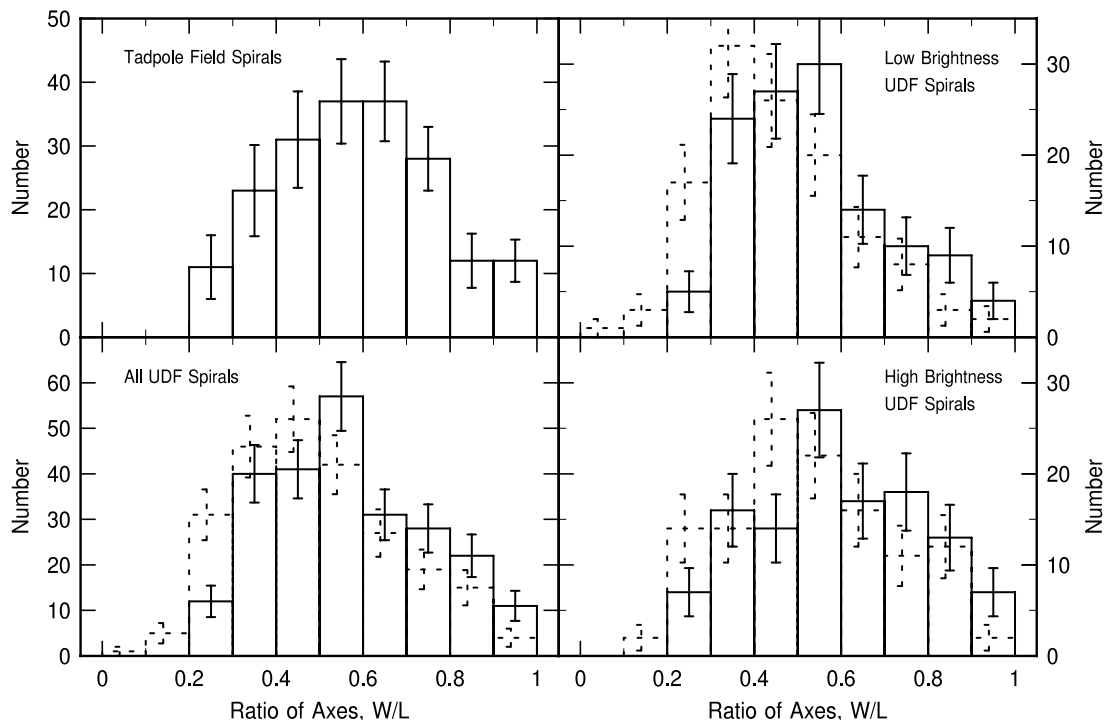 50
40
30
20
10
0
Number
Tadpole Field Spirals
Low Brightness
UDF Spirals
30
20
10
0
Number
60
50
40
30
20
10
0
Number
All UDF Spirals
High Brightness
UDF Spirals
30
20
10
0
Number
0 0.2 0.4 0.6 0.8 1
Ratio of Axes, W/L
0 0.2 0.4 0.6 0.8 1
Ratio of Axes, W/L